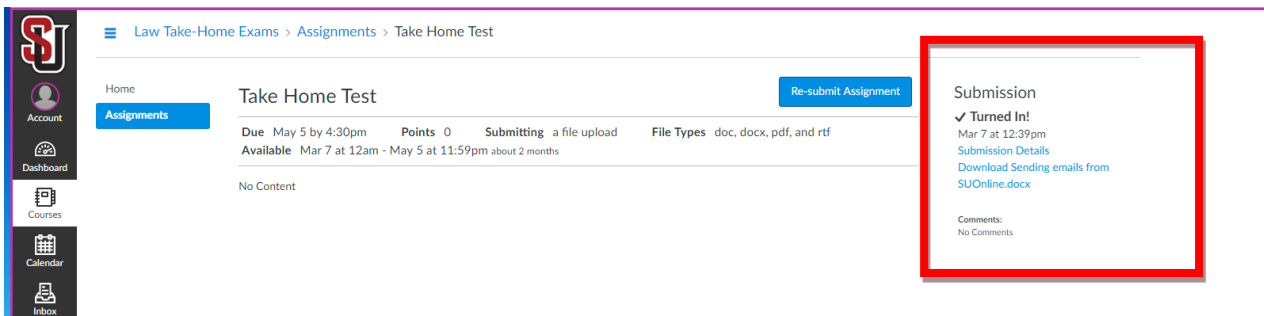 SU
Account
Dashboard
Courses
Calendar
Inbox
Law Take-Home Exams › Assignments › Take Home Test
Home
Assignments
Take Home Test
Re-submit Assignment
Due May 5 by 4:30pm Points 0 Submitting a file upload File Types doc, docx, pdf, and rtf
Available Mar 7 at 12am - May 5 at 11:59pm about 2 months
No Content
Submission
✓ Turned In!
Mar 7 at 12:39pm
Submission Details
Download Sending emails from
SUOnline.docx
Comments:
No Comments